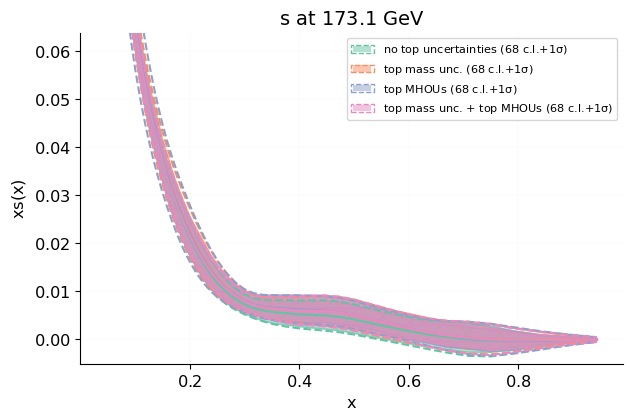 s at 173.1 GeV
no top uncertainties (68 c.l.+1σ)
top mass unc. (68 c.l.+1σ)
top MHOUs (68 c.l.+1σ)
top mass unc. + top MHOUs (68 c.l.+1σ)
xs(x)
0.06
0.05
0.04
0.03
0.02
0.01
0.00
0.2 0.4 0.6 0.8
x